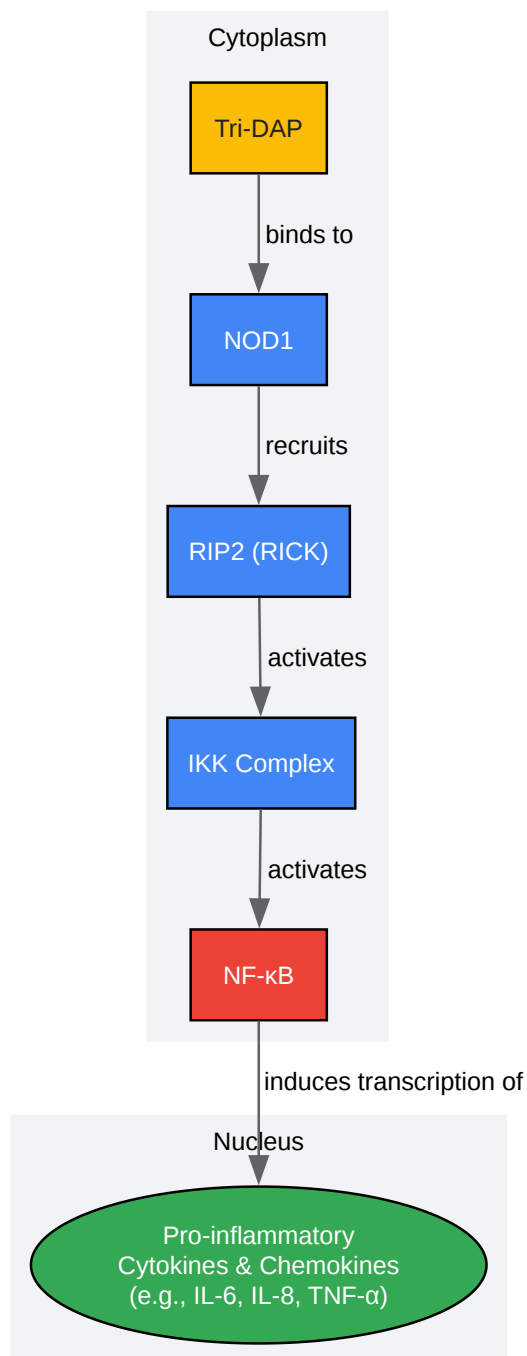 Cytoplasm
Tri-DAP
binds to
NOD1
recruits
RIP2 (RICK)
activates
IKK Complex
activates
NF-κB
induces transcription of
Nucleus
Pro-inflammatory
Cytokines & Chemokines
(e.g., IL-6, IL-8, TNF-α)